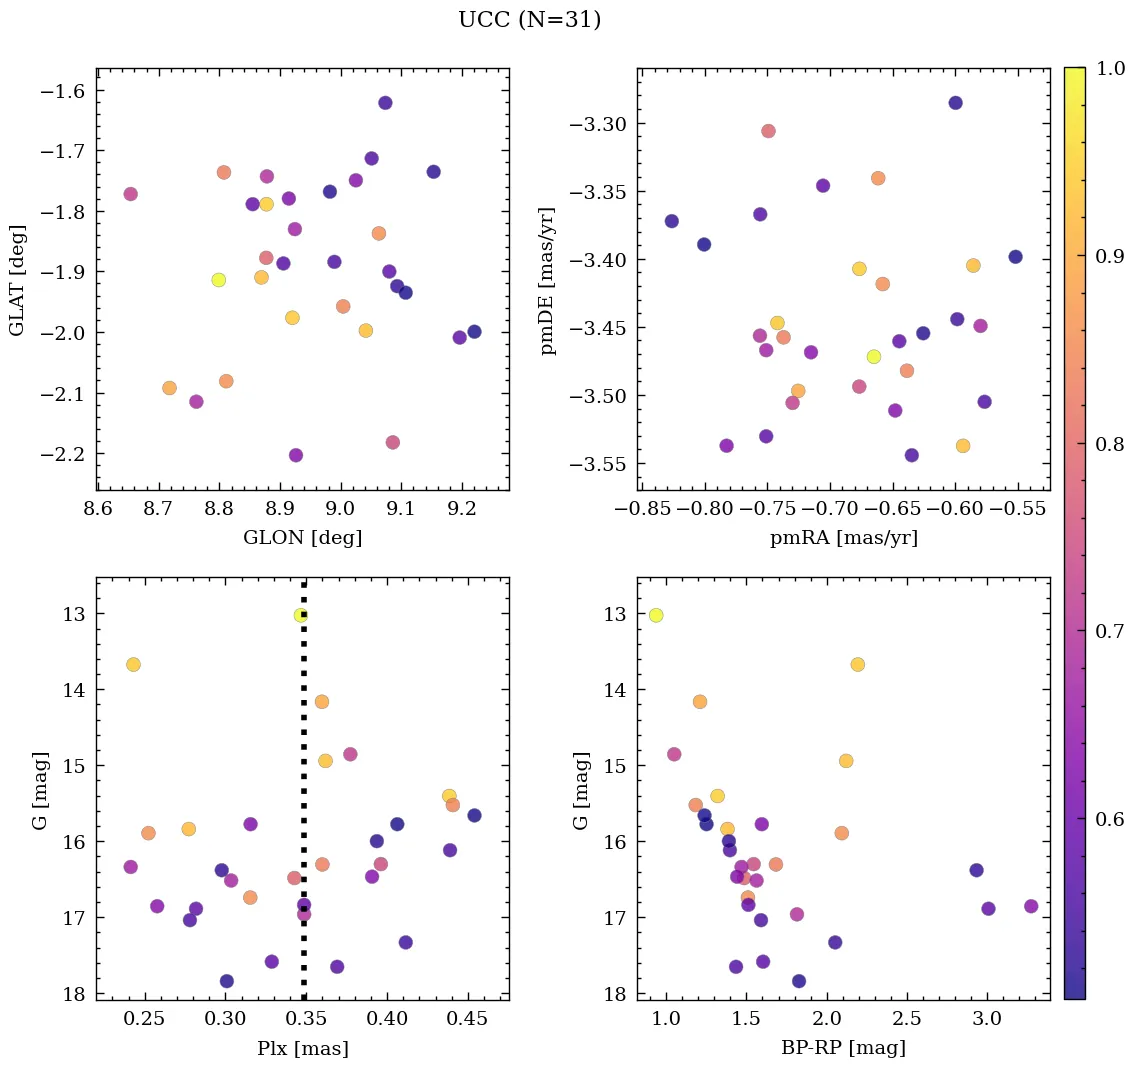 UCC (N=31)
−1.6
−1.7
−1.8
−1.9
−2.0
−2.1
−2.2
GLAT [deg]
8.6 8.7 8.8 8.9 9.0 9.1 9.2
GLON [deg]
−3.30
−3.35
−3.40
−3.45
−3.50
−3.55
pmDE [mas/yr]
−0.85 −0.80 −0.75 −0.70 −0.65 −0.60 −0.55
pmRA [mas/yr]
1.0
0.9
0.8
0.7
0.6
13
14
15
16
17
18
G [mag]
0.25 0.30 0.35 0.40 0.45
Plx [mas]
13
14
15
16
17
18
G [mag]
1.0 1.5 2.0 2.5 3.0
BP-RP [mag]